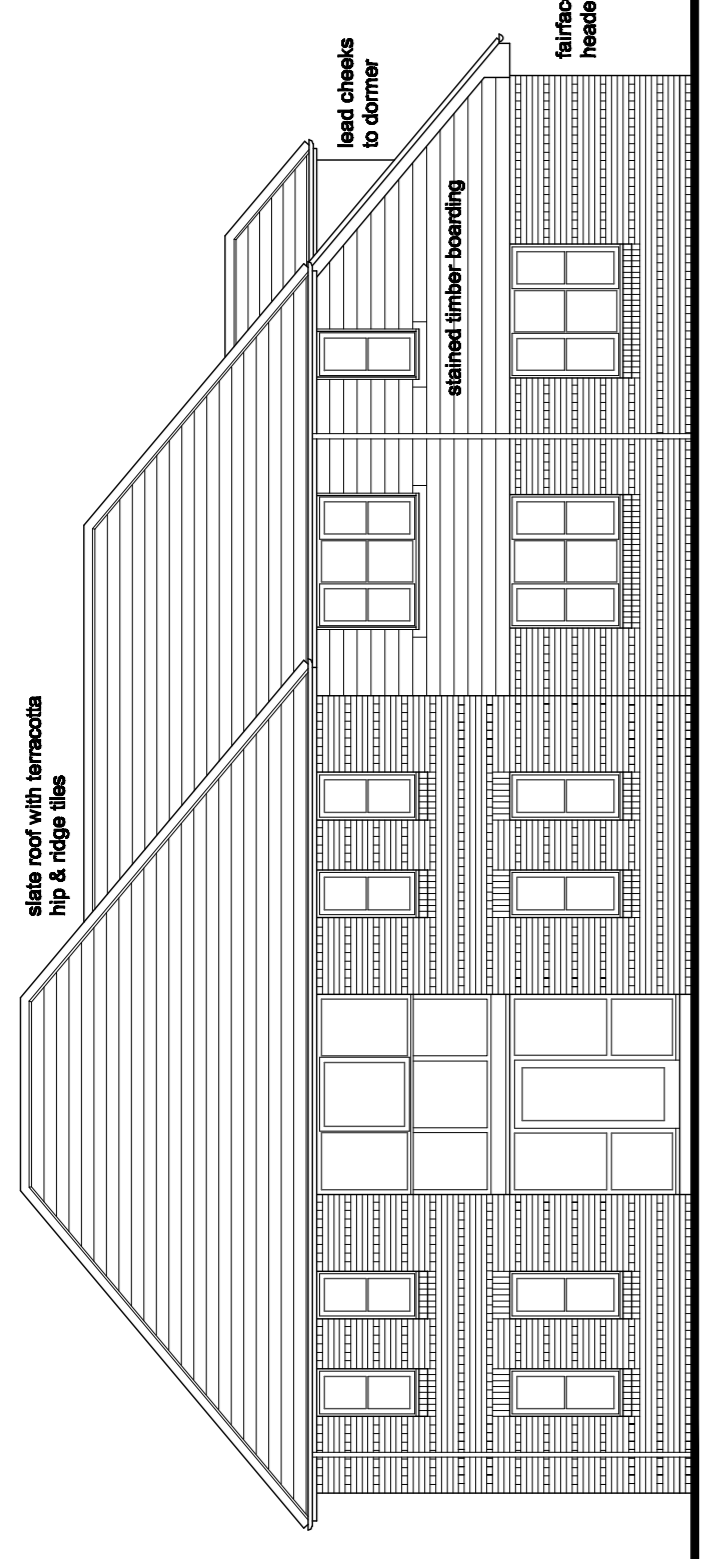 slate roof with terracotta
hip & ridge tiles
lead cheeks
to dormer
stained timber boarding